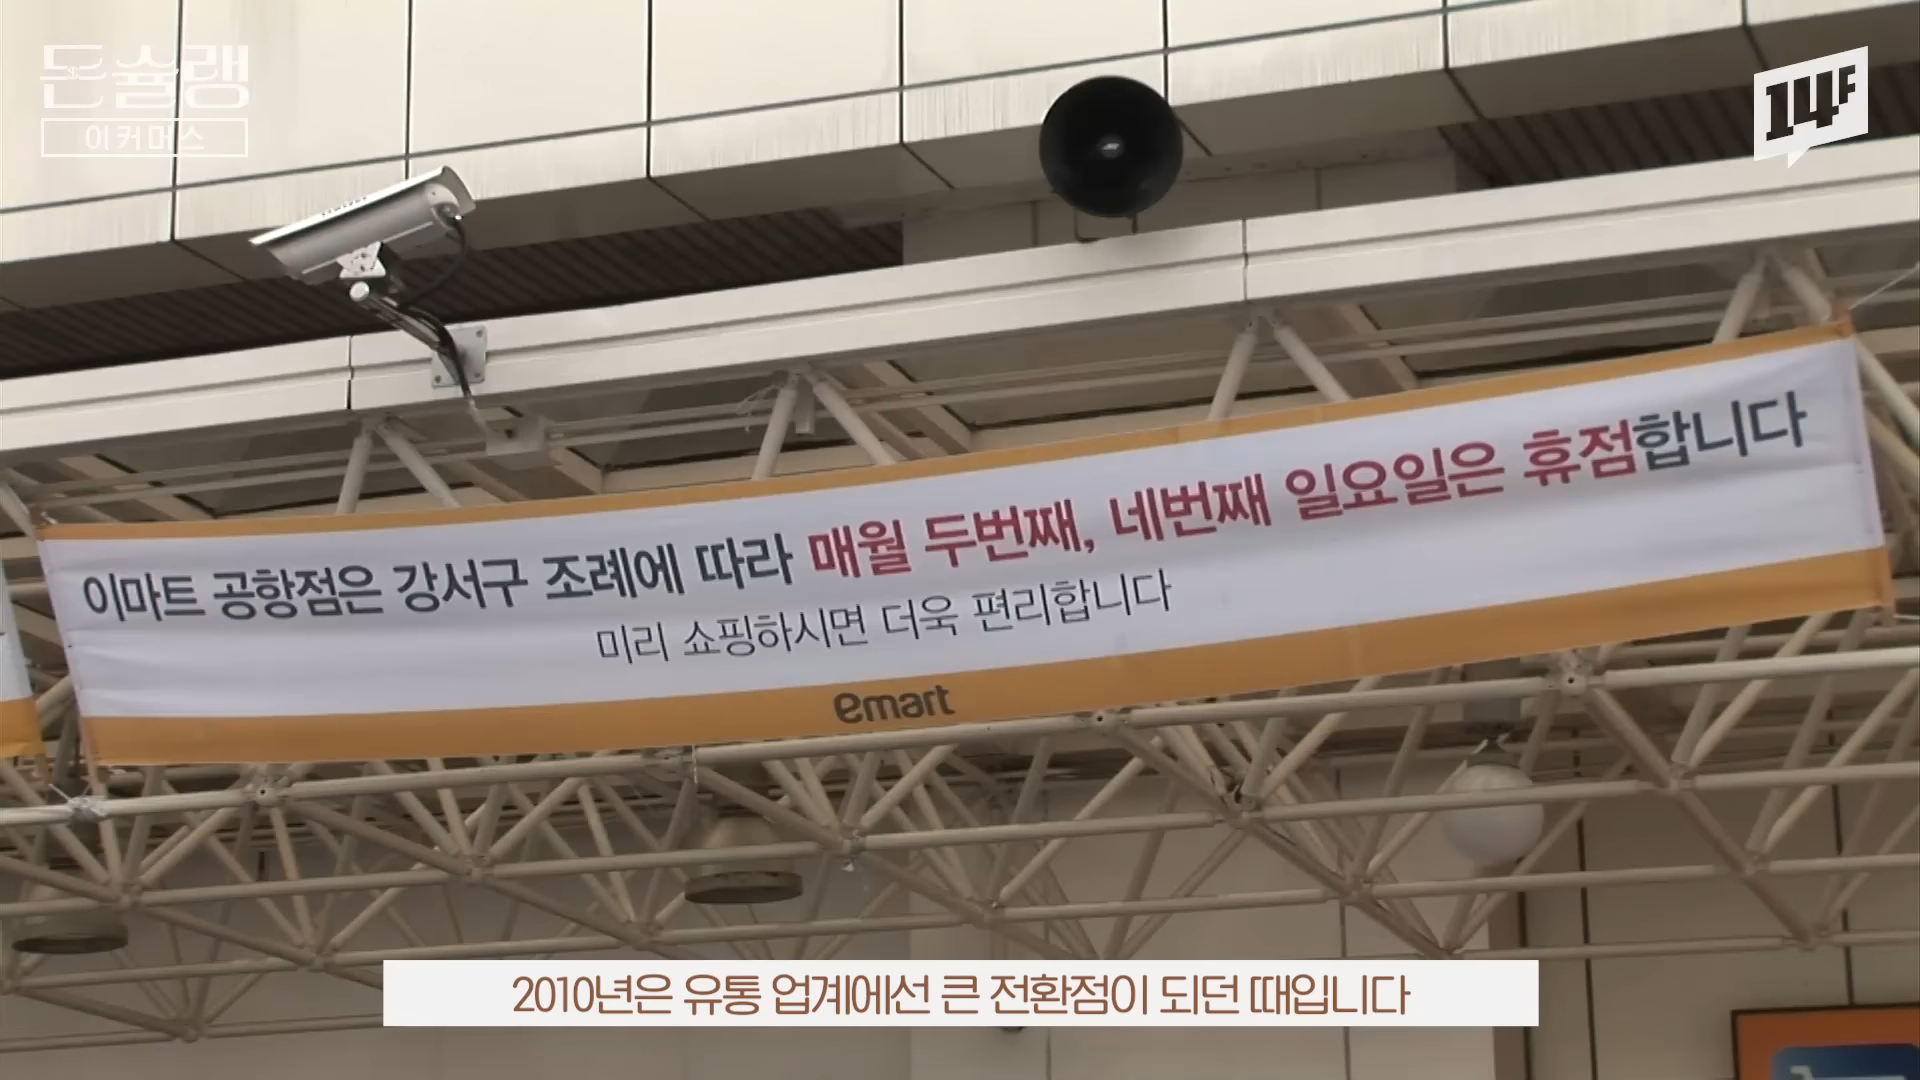 돈슐랭
이커머스
14F
이마트 공항점은 강서구 조례에 따라 매월 두번째, 네번째 일요일은 휴점합니다
미리 쇼핑하시면 더욱 편리합니다
emart
2010년은 유통 업계에선 큰 전환점이 되던 때입니다